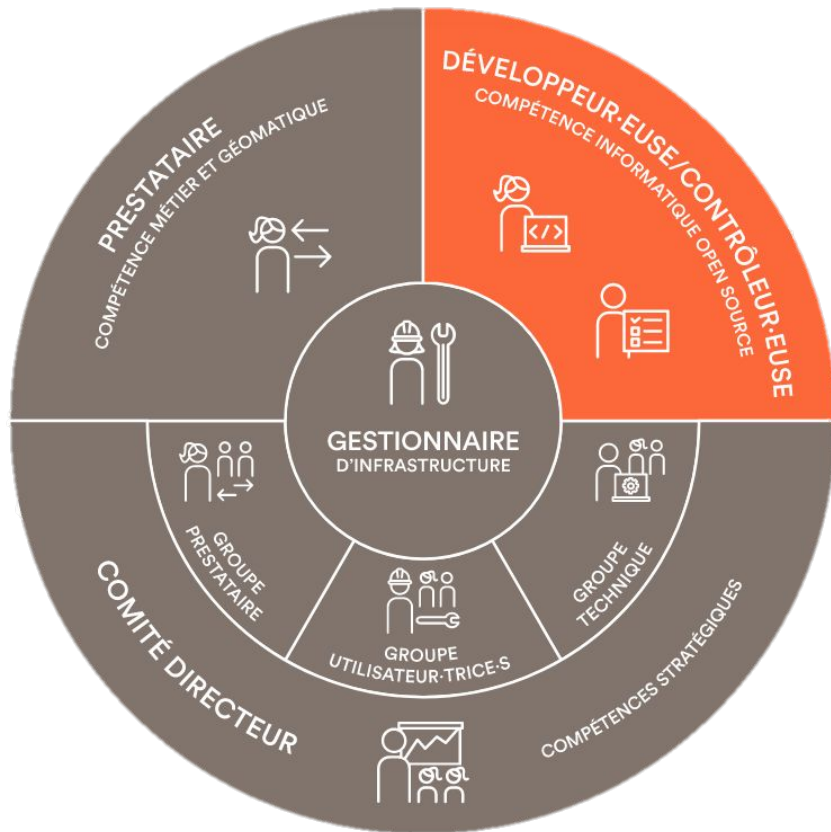 PRESTATAIRE
COMPÉTENCE MÉTIER ET GÉOMATIQUE
DÉVELOPPEUR·EUSE/CONTRÔLEUR·EUSE
COMPÉTENCE INFORMATIQUE OPEN SOURCE
</>
GESTIONNAIRE
D'INFRASTRUCTURE
GROUPE
PRESTATAIRE
GROUPE
UTILISATEUR·TRICE·S
GROUPE
TECHNIQUE
COMITÉ DIRECTEUR
COMPÉTENCES STRATÉGIQUES